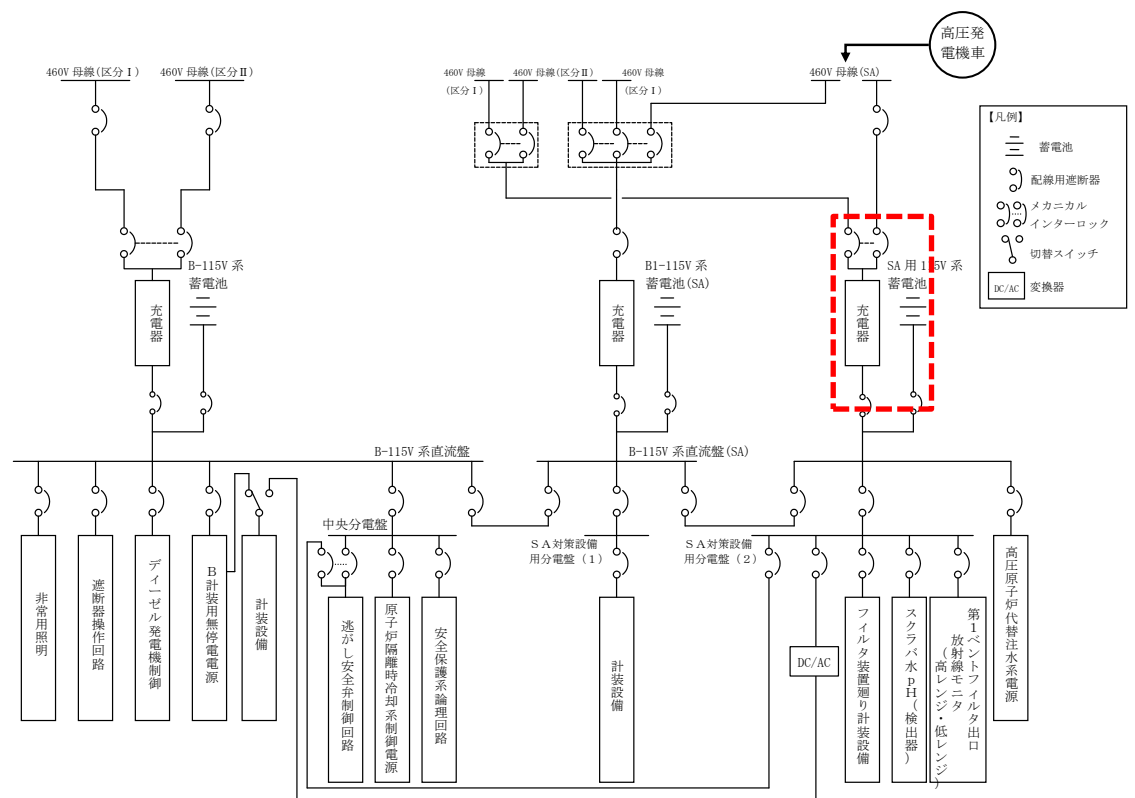 高圧発
電機車
460V 母線(区分Ⅰ)
460V 母線(区分Ⅱ)
460V 母線
(区分Ⅰ)
460V 母線(区分Ⅱ)
460V 母線
(区分Ⅰ)
460V 母線(SA)
【凡例】
蓄電池
配線用遮断器
メカニカル
インターロック
切替スイッチ
DC/AC
変換器
B-115V 系
蓄電池
B1-115V 系
蓄電池(SA)
SA 用 115V 系
蓄電池
充電器
充電器
充電器
B-115V 系直流盤
B-115V 系直流盤(SA)
中央分電盤
SA対策設備
用分電盤(1)
SA対策設備
用分電盤(2)
非常用照明
遮断器操作回路
ディーゼル発電機制御
B計装用無停電電源
計装設備
逃がし安全弁制御回路
原子炉隔離時冷却系制御電源
安全保護系論理回路
計装設備
DC/AC
フィルタ装置廻り計装設備
スクラバ水pH(検出器)
第1ベントフィルタ出口
放射線モニタ
(高レンジ・低レンジ)
高圧原子炉代替注水系電源